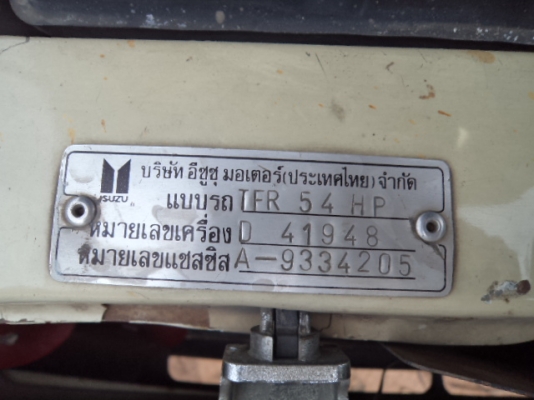 บริษัท อีซูซุ มอเตอร์(ประเทศไทย)จำกัด
ISUZU
แบบรถ TFR 54 HP
หมายเลขเครื่อง D 41948
หมายเลขแชสซิส A-9334205